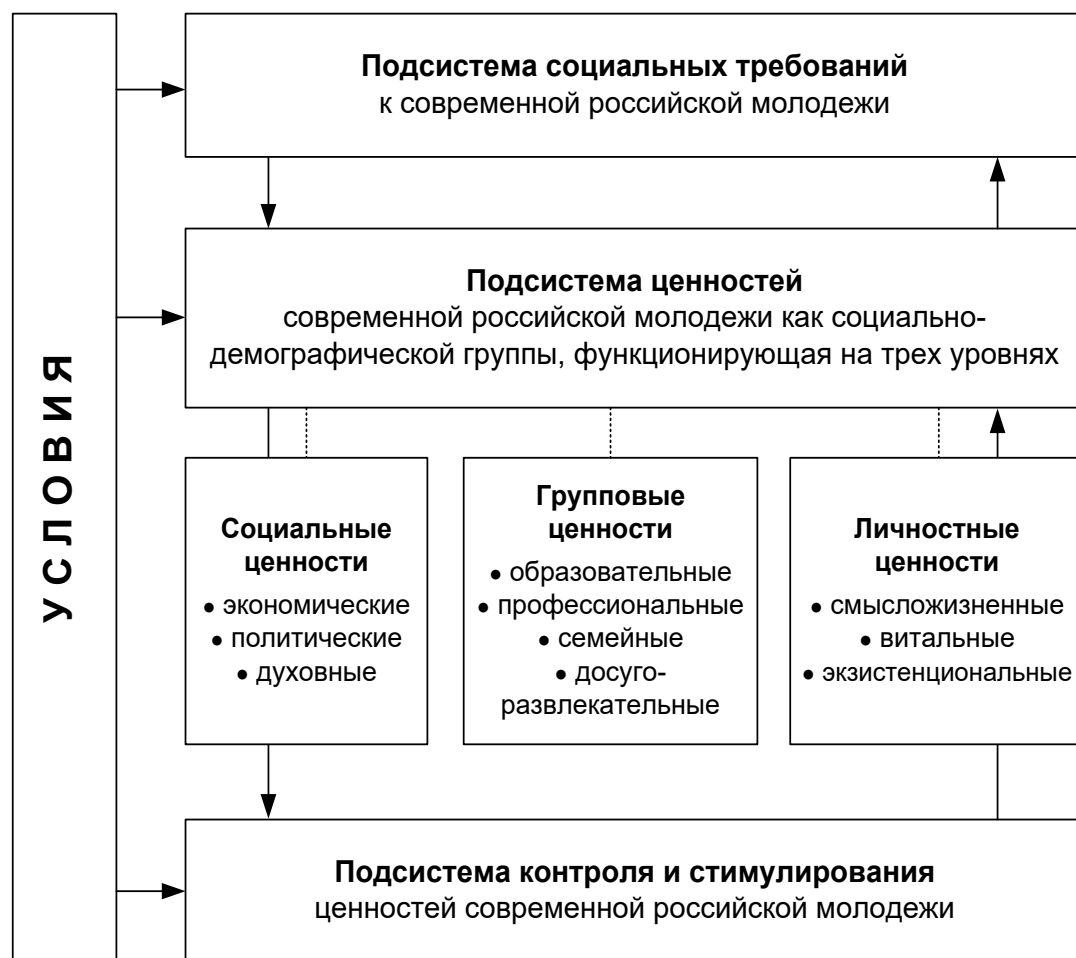 УСЛОВИЯ
Подсистема социальных требований
к современной российской молодежи
Подсистема ценностей
современной российской молодежи как социально-
демографической группы, функционирующая на трех уровнях
Социальные
ценности
• экономические
• политические
• духовные
Групповые
ценности
• образовательные
• профессиональные
• семейные
• досуго-
развлекательные
Личностные
ценности
• смысложизненные
• витальные
• экзистенциональные
Подсистема контроля и стимулирования
ценностей современной российской молодежи